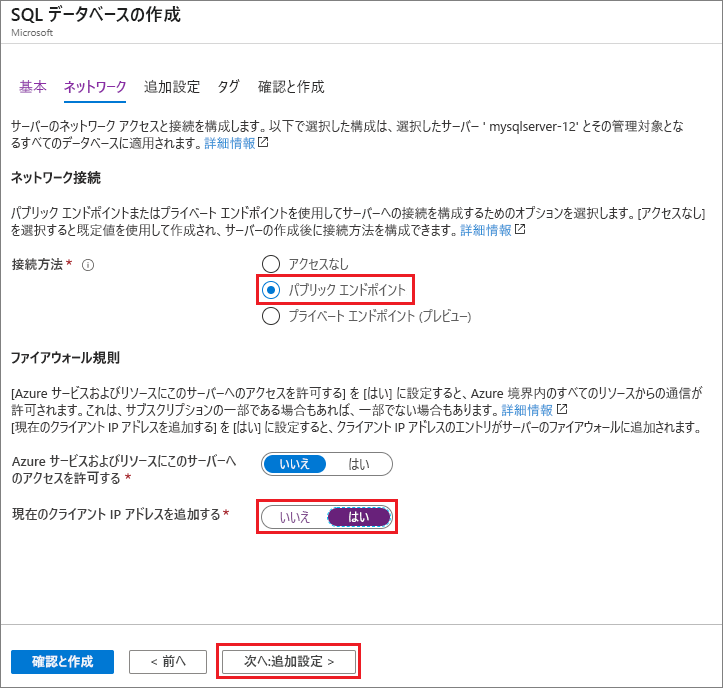 SQL データベースの作成
Microsoft
基本 ネットワーク 追加設定 タグ 確認と作成
サーバーのネットワーク アクセスと接続を構成します。以下で選択した構成は、選択したサーバー ' mysqlserver-12' とその管理対象とな
るすべてのデータベースに適用されます。詳細情報
ネットワーク接続
パブリック エンドポイントまたはプライベート エンドポイントを使用してサーバーへの接続を構成するためのオプションを選択します。[アクセスなし]
を選択すると既定値を使用して作成され、サーバーの作成後に接続方法を構成できます。詳細情報
接続方法 *
アクセスなし
パブリック エンドポイント
プライベート エンドポイント (プレビュー)
ファイアウォール規則
[Azure サービスおよびリソースにこのサーバーへのアクセスを許可する] を [はい] に設定すると、Azure 境界内のすべてのリソースからの通信が
許可されます。これは、サブスクリプションの一部である場合もあれば、一部でない場合もあります。詳細情報
[現在のクライアント IP アドレスを追加する] を [はい] に設定すると、クライアント IP アドレスのエントリがサーバーのファイアウォールに追加されます。
Azure サービスおよびリソースにこのサーバーへ
のアクセスを許可する *
いいえ はい
現在のクライアント IP アドレスを追加する *
いいえ はい
確認と作成 < 前へ 次へ:追加設定 >